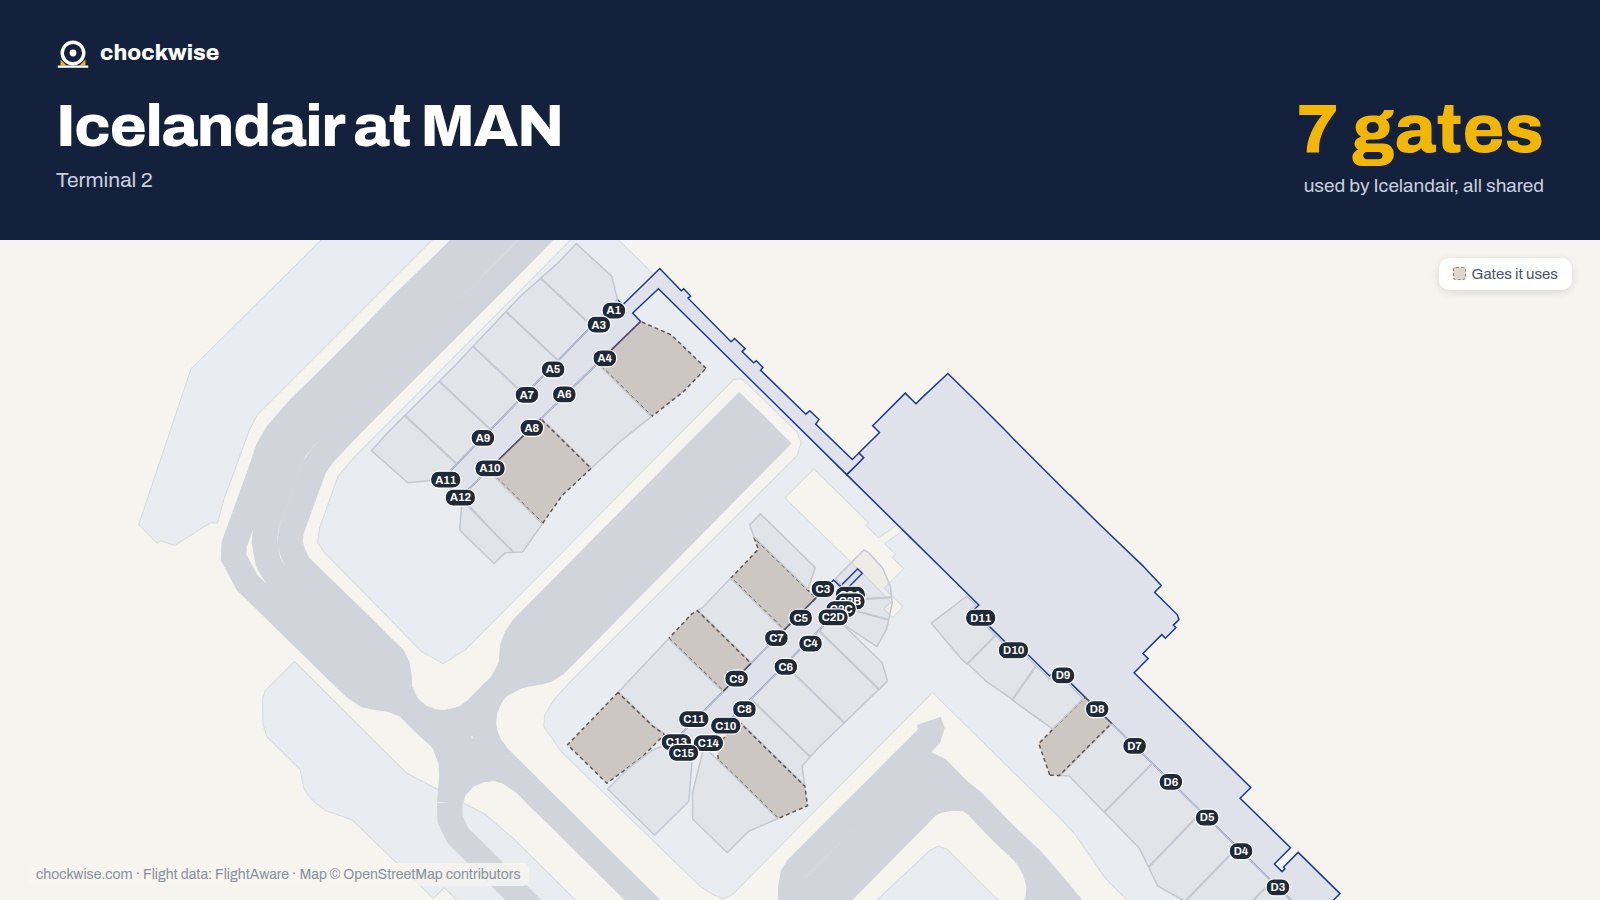 chockwise
Icelandair at MAN
Terminal 2
7 gates
used by Icelandair, all shared
Gates it uses
A1
A3
A4
A5
A6
A7
A8
A9
A10
A11
A12
C3
C2D
C5
C7
C4
C6
C9
C8
C11
C10
C13
C14
C15
D11
D10
D9
D8
D7
D6
D5
D4
D3
chockwise.com · Flight data: FlightAware · Map © OpenStreetMap contributors